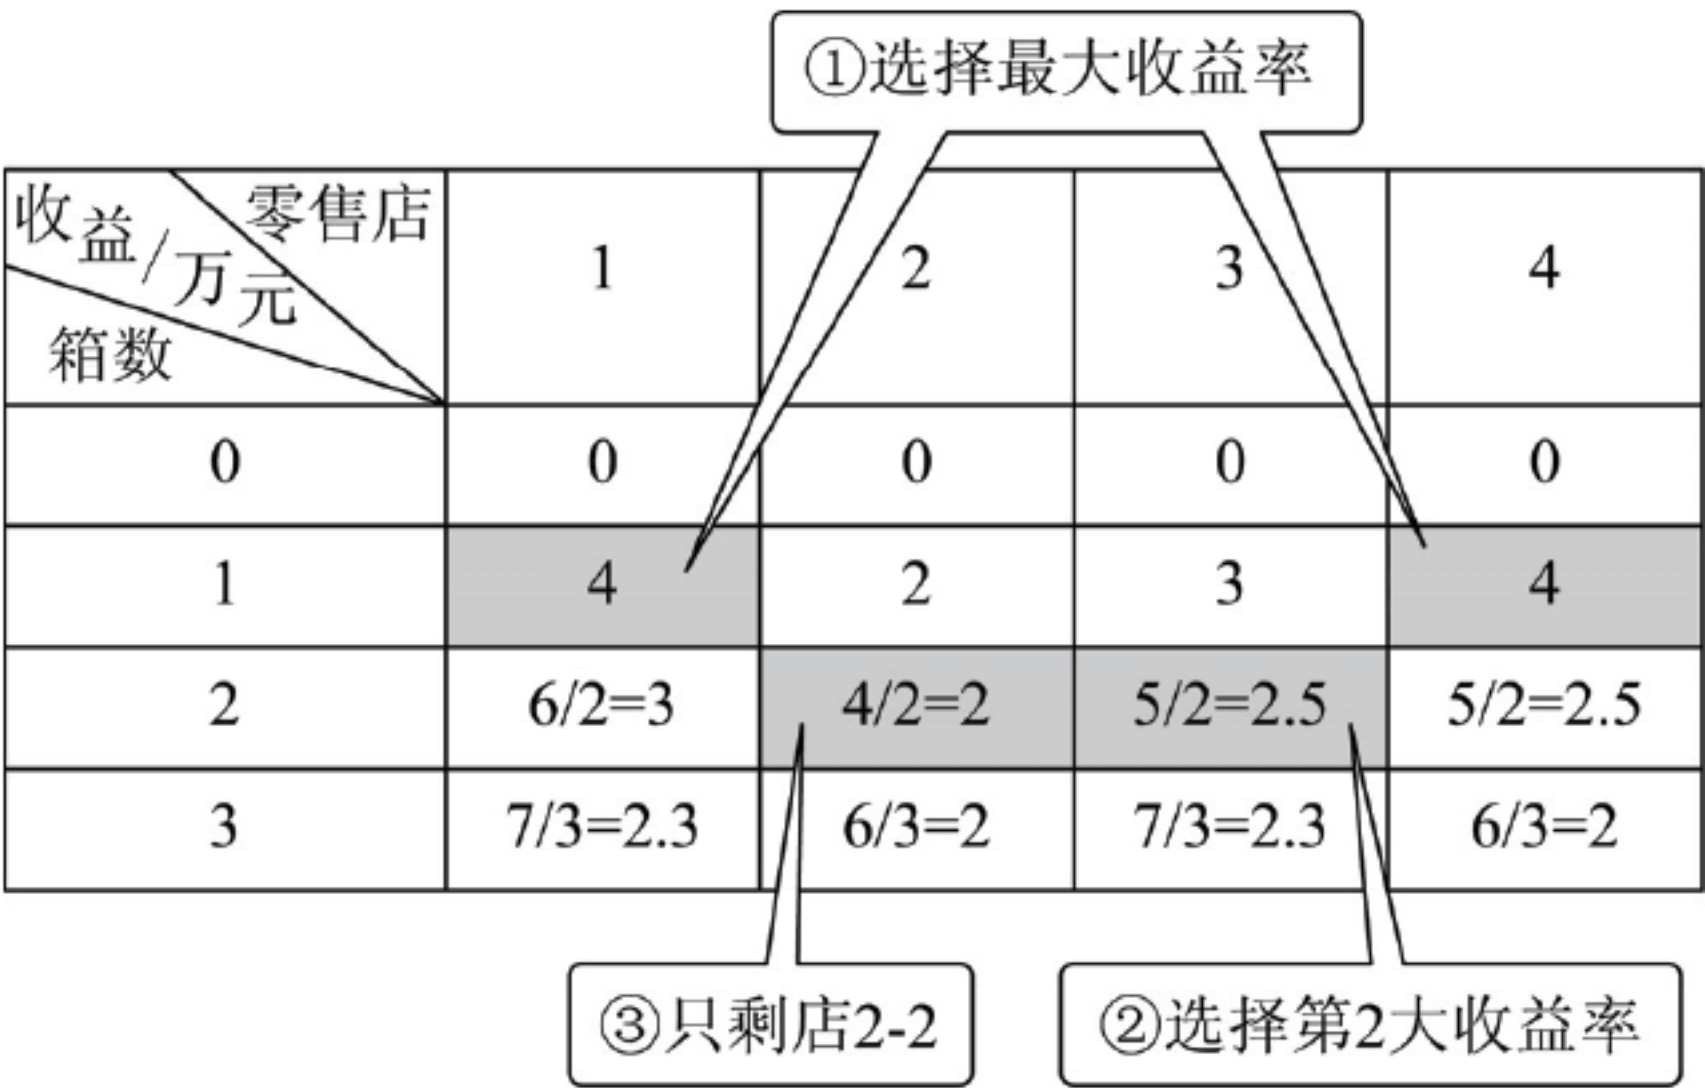 ①选择最大收益率
收益/万元 零售店 1 2 3 4
箱数
0 0 0 0 0
1 4 2 3 4
2 6/2=3 4/2=2 5/2=2.5 5/2=2.5
3 7/3=2.3 6/3=2 7/3=2.3 6/3=2
③只剩店2-2 ②选择第2大收益率